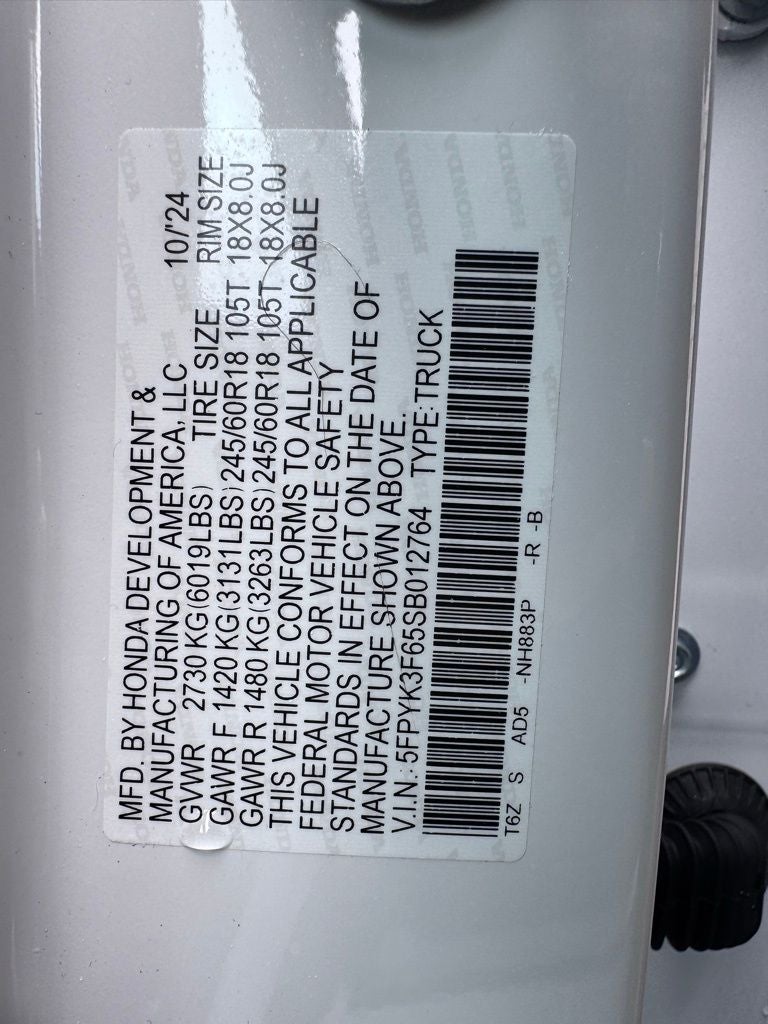 MFD. BY HONDA DEVELOPMENT &
MANUFACTURING OF AMERICA, LLC 10/'24
GVWR 2730 KG(6019LBS) TIRE SIZE RIM SIZE
GAWR F 1420 KG(3131LBS) 245/60R18 105T 18X8.0J
GAWR R 1480 KG(3263LBS) 245/60R18 105T 18X8.0J
THIS VEHICLE CONFORMS TO ALL APPLICABLE
FEDERAL MOTOR VEHICLE SAFETY
STANDARDS IN EFFECT ON THE DATE OF
MANUFACTURE SHOWN ABOVE.
V.I.N.:5FPYK3F65SB012764 TYPE:TRUCK
T6Z S AD5 -NH883P -R -B